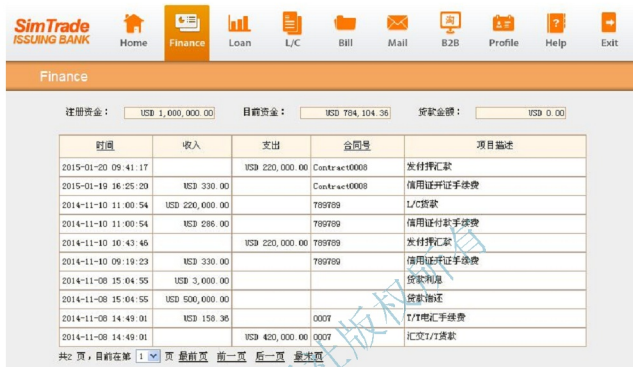 SimTrade
ISSUING BANK
Home Finance Loan L/C Bill Mail B2B Profile Help Exit
Finance
注册资金： USD 1,000,000.00 目前资金： USD 784,104.36 贷款金额： USD 0.00
时间 收入 支出 合同号 项目描述
2015-01-20 09:41:17 USD 220,000.00 Contract0008 发付押汇款
2015-01-19 16:25:20 USD 330.00 Contract0008 信用证开证手续费
2014-11-10 11:00:54 USD 220,000.00 789789 L/C货款
2014-11-10 11:00:54 USD 286.00 789789 信用证付款手续费
2014-11-10 10:43:46 USD 220,000.00 789789 发付押汇款
2014-11-10 09:19:23 USD 330.00 789789 信用证开证手续费
2014-11-08 15:04:55 USD 3,000.00 贷款利息
2014-11-08 15:04:55 USD 500,000.00 贷款偿还
2014-11-08 14:49:01 USD 158.36 0007 T/T电汇手续费
2014-11-08 14:49:01 USD 420,000.00 0007 汇交T/T货款
共2 页，目前在第 1 页 最前页 前一页 后一页 最末页
社版权所有